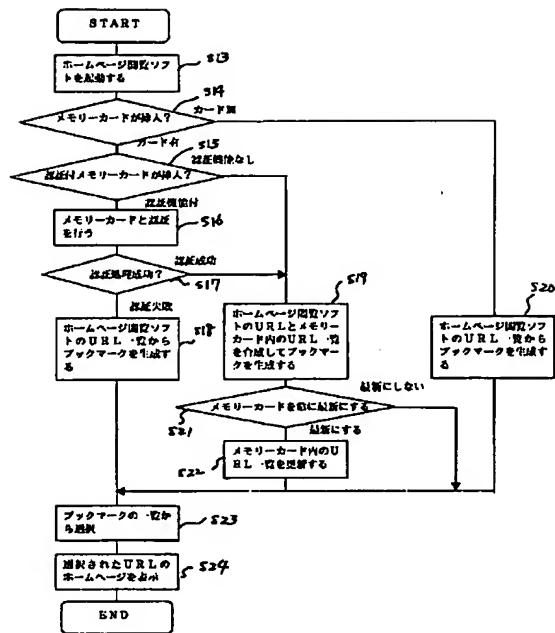 START
ホームページ閲覧ソフ
トを起動する
S13
S14
メモリーカードが挿入？
カード無
カード有
S15
認証機能なし
認証付メモリーカードが挿入？
認証機能付
メモリーカードと認証
を行う
S16
認証成功
認証処理成功？
S17
認証失敗
ホームページ閲覧ソフ
トのURL一覧からブ
ックマークを生成す
る
S18
S19
ホームページ閲覧ソフト
のURLとメモリー
カード内のURL一覧
を合成してブックマーク
を生成する
S20
ホームページ閲覧ソ
フトのURL一覧から
ブックマークを生成す
る
最新にしない
メモリーカードを常に最新にする
S21
最新にする
メモリーカード内のU
RL一覧を更新する
S22
ブックマークの一覧か
ら選択
S23
選択されたURLの
ホームページを表示
S24
END